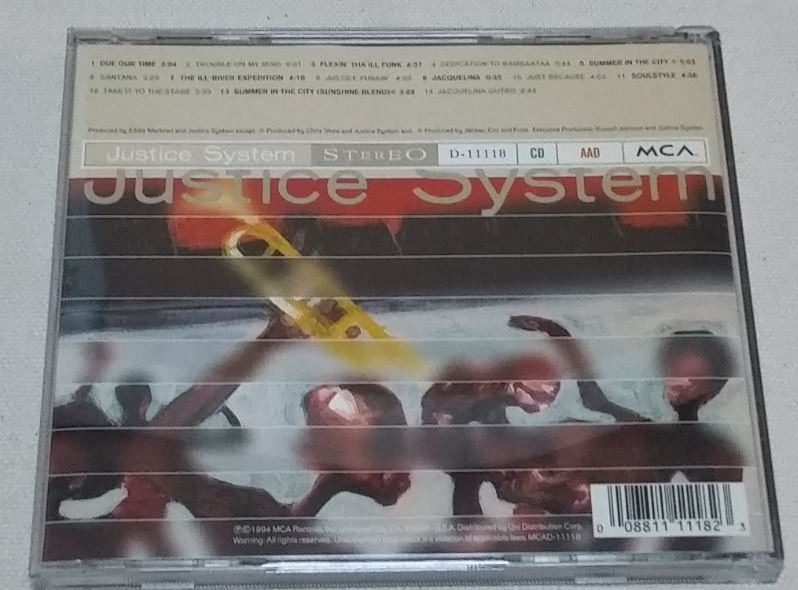 1 DUE OUR TIME 3:04 2 TROUBLE ON MY MIND 3 FLEXIN' THA ILL FUNK 4:57 4 DEDICATION TO BAMBAATAA 0:44 5 SUMMER IN THE CITY + 5:03
6 SANTANA 3:20 7 THE ILL RIVER EXPEDITION 4:10 8 JUSTICE FUNKIN' 4:50 9 JACQUELINA 0:35 10 JUST BECAUSE 4:02 11 SOULSTYLE 4:56
12 TAKE IT TO THE STAGE 5:35 13 SUMMER IN THE CITY (SUNSHINE BLEND)¤ 3:20 14 JACQUELINA OUTRO 0:43
Produced by Eddie and Justice System except: Produced by Chris Shaw and Justice System and Produced by and Executive Producers: Russell Johnson and Justice System
Justice System STEREO D-11118 CD AAD MCA
Justice System
℗©1994 MCA Records, Inc. U.S.A. Distributed by Uni Distribution Corp.
Warning: All rights reserved. is a violation of applicable laws. MCAD-11118
0 08811 11182 3